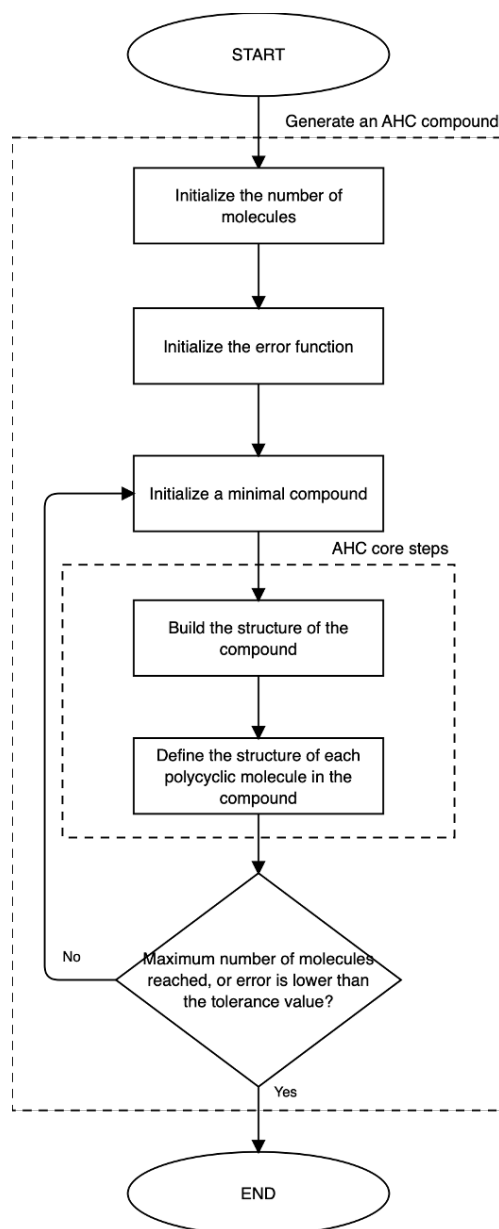 START
Generate an AHC compound
Initialize the number of
molecules
Initialize the error function
Initialize a minimal compound
AHC core steps
Build the structure of the
compound
Define the structure of each
polycyclic molecule in the
compound
No
Maximum number of molecules
reached, or error is lower than
the tolerance value?
Yes
END